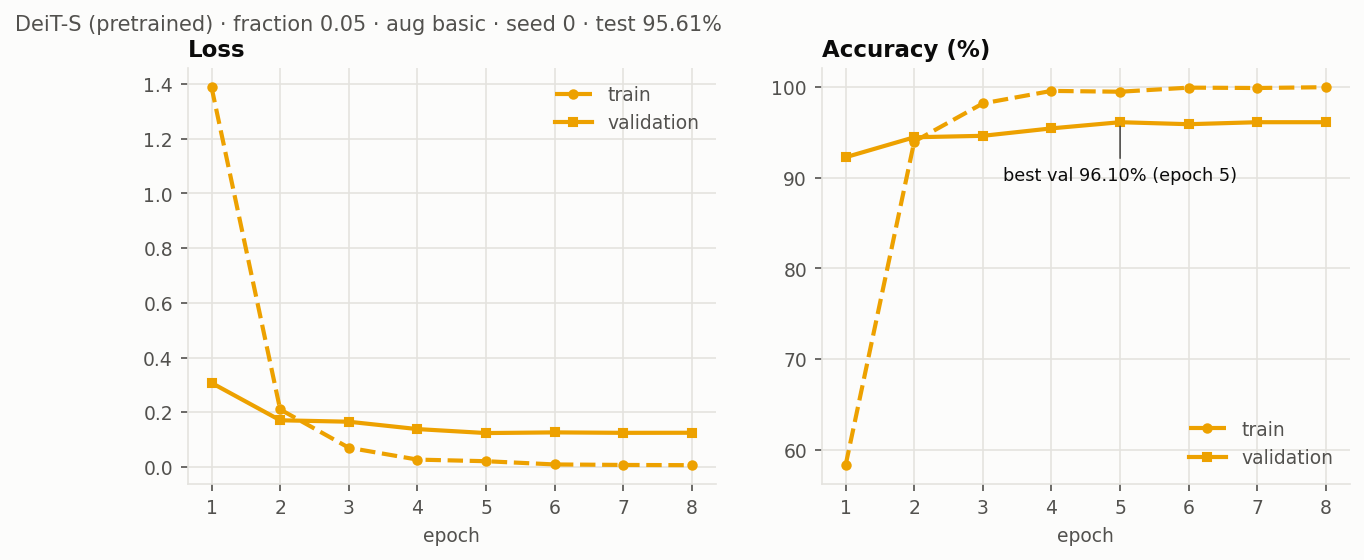 DeiT-S (pretrained) · fraction 0.05 · aug basic · seed 0 · test 95.61%
Loss
1.4
1.2
1.0
0.8
0.6
0.4
0.2
0.0
train
validation
1 2 3 4 5 6 7 8
epoch
Accuracy (%)
100
90
80
70
60
best val 96.10% (epoch 5)
train
validation
1 2 3 4 5 6 7 8
epoch